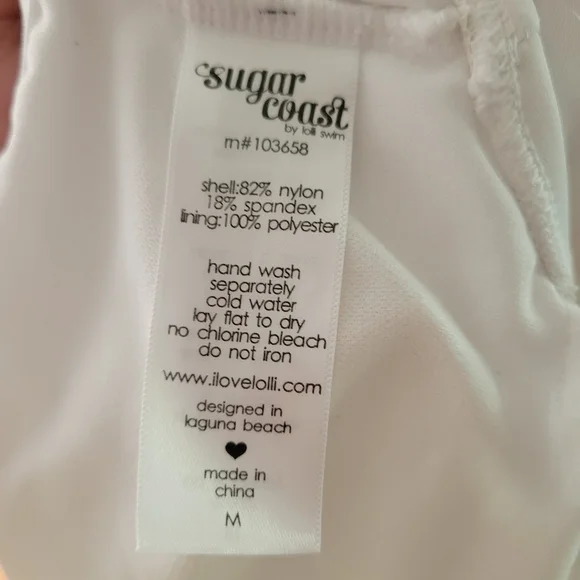 sugar
coast
by lolli swim
rn#103658
shell:82% nylon
18% spandex
lining:100% polyester
hand wash
separately
cold water
lay flat to dry
no chlorine bleach
do not iron
www.ilovelolli.com
designed in
laguna beach
made in
china
M